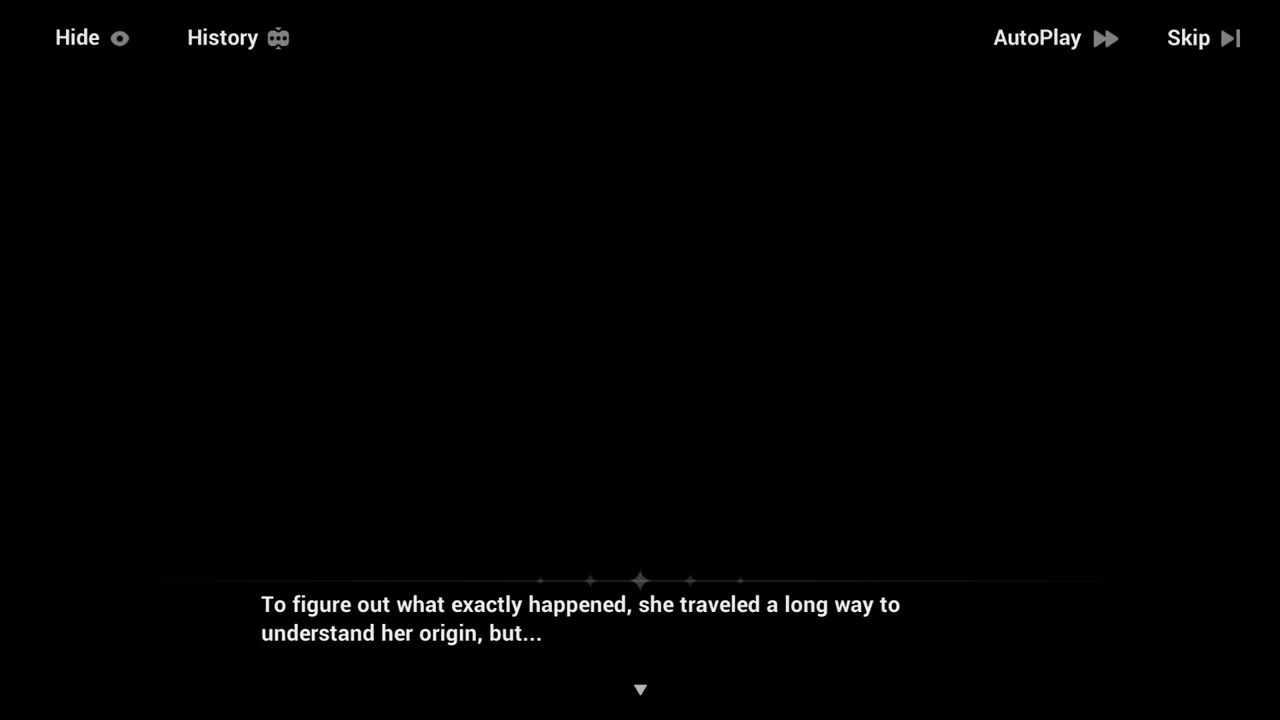 Hide
History
AutoPlay
Skip
To figure out what exactly happened, she traveled a long way to
understand her origin, but...